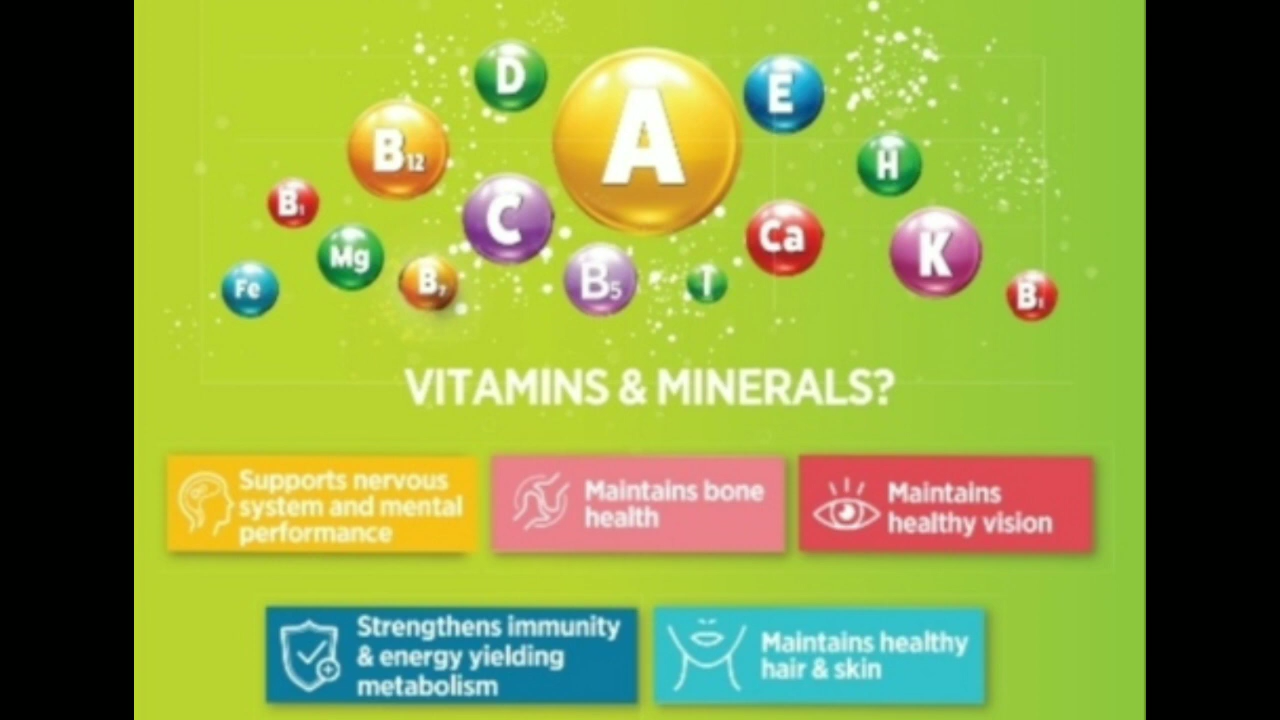 D
A
E
B12
H
B1
C
Ca
K
Mg
B7
B5
I
Fe
B1
VITAMINS & MINERALS?
Supports nervous
system and mental
performance
Maintains bone
health
Maintains
healthy vision
Strengthens immunity
& energy yielding
metabolism
Maintains healthy
hair & skin